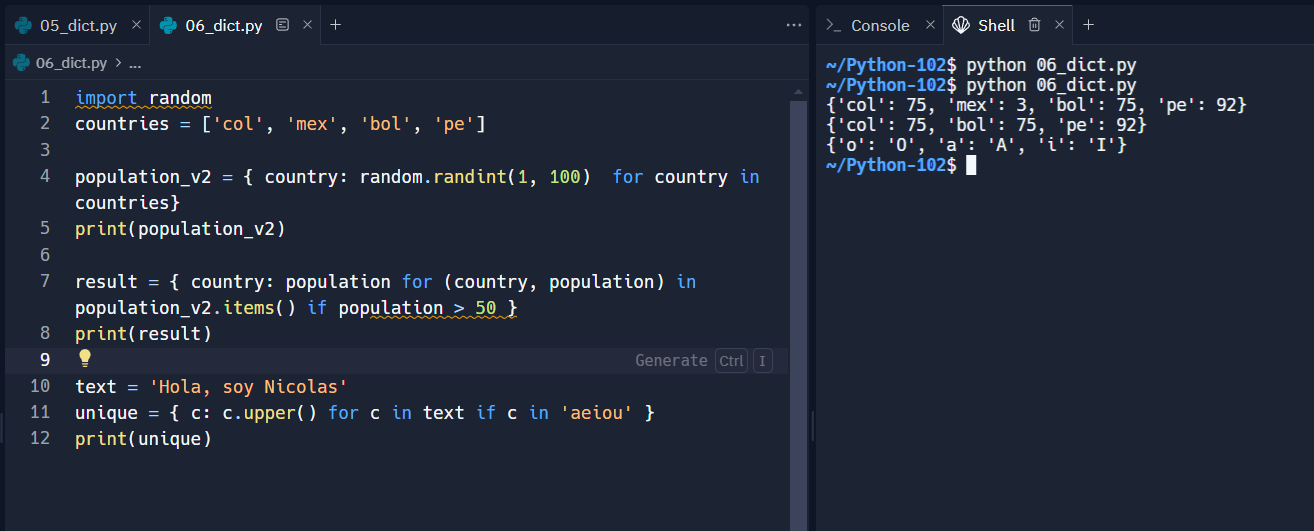 05_dict.py × 06_dict.py × +
06_dict.py > ...
1 import random
2 countries = ['col', 'mex', 'bol', 'pe']
3
4 population_v2 = { country: random.randint(1, 100)  for country in
countries}
5 print(population_v2)
6
7 result = { country: population for (country, population) in
population_v2.items() if population > 50 }
8 print(result)
9 Generate Ctrl I
10 text = 'Hola, soy Nicolas'
11 unique = { c: c.upper() for c in text if c in 'aeiou' }
12 print(unique)
>_ Console × Shell × +
~/Python-102$ python 06_dict.py
~/Python-102$ python 06_dict.py
{'col': 75, 'mex': 3, 'bol': 75, 'pe': 92}
{'col': 75, 'bol': 75, 'pe': 92}
{'o': 'O', 'a': 'A', 'i': 'I'}
~/Python-102$